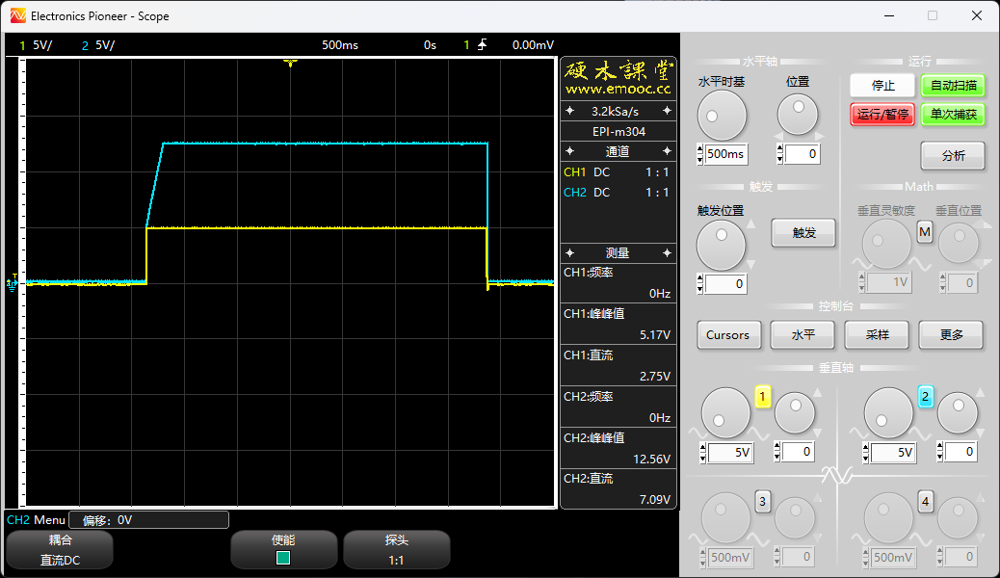 Electronics Pioneer - Scope
1 5V/ 2 5V/ 500ms 0s 1 0.00mV
硬木課堂
www.emooc.cc
3.2kSa/s
EPI-m304
通道
CH1 DC 1 : 1
CH2 DC 1 : 1
测量
CH1:频率
0Hz
CH1:峰峰值
5.17V
CH1:直流
2.75V
CH2:频率
0Hz
CH2:峰峰值
12.56V
CH2:直流
7.09V
T
CH2 Menu 偏移: 0V
耦合
直流DC
使能
探头
1:1
水平轴
水平时基 位置
500ms 0
运行
停止 自动扫描
运行/暂停 单次捕获
分析
触发
触发位置
触发
0
Math
垂直灵敏度 垂直位置
M
1V 0
控制台
Cursors 水平 采样 更多
垂直轴
1 2
5V 0 5V 0
3 4
500mV 0 500mV 0